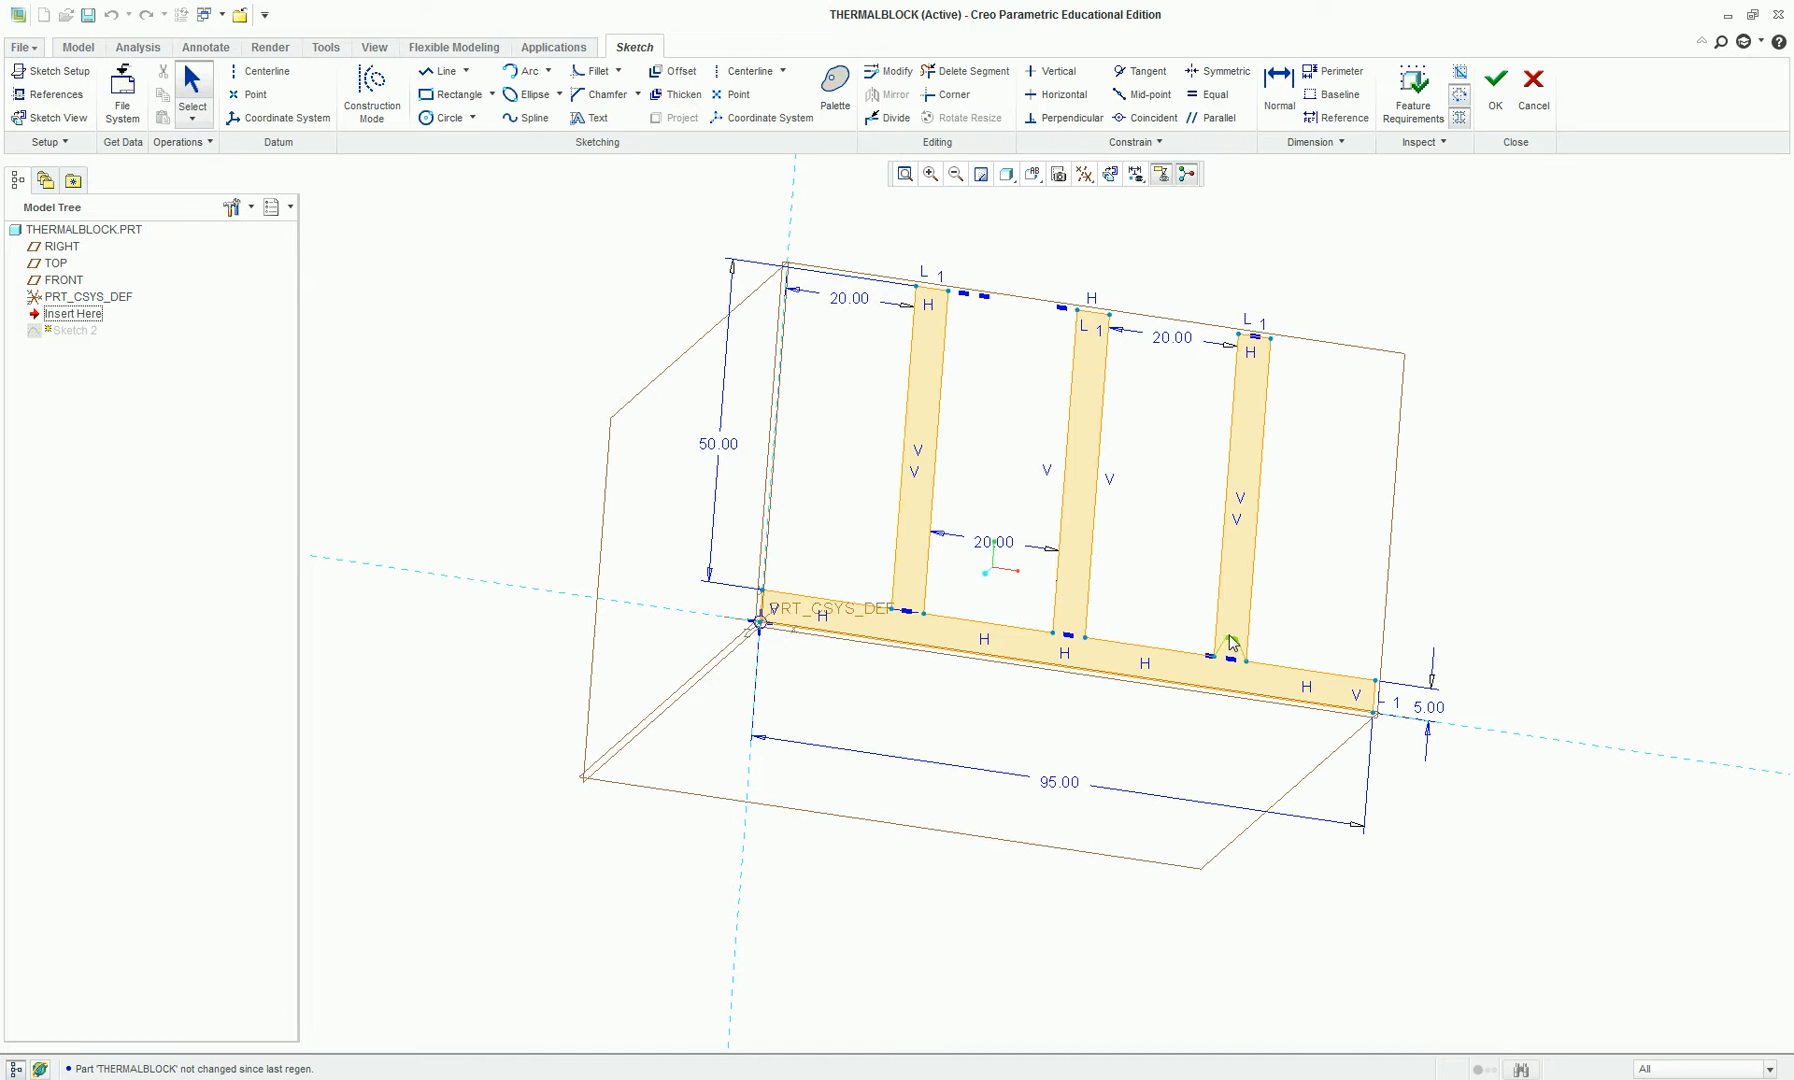 THERMALBLOCK (Active) - Creo Parametric Educational Edition
File Model Analysis Annotate Render Tools View Flexible Modeling Applications Sketch
Sketch Setup
References
Sketch View
Setup
File System
Get Data
Select
Operations
Centerline
Point
Coordinate System
Datum
Construction Mode
Line Arc Fillet Offset Centerline
Rectangle Ellipse Chamfer Thicken Point
Circle Spline Text Project Coordinate System
Palette
Sketching
Modify Delete Segment
Mirror Corner
Divide Rotate Resize
Editing
Vertical Tangent Symmetric
Horizontal Mid-point Equal
Perpendicular Coincident Parallel
Constrain
Normal
Perimeter
Baseline
Reference
Dimension
Feature Requirements
Inspect
OK
Cancel
Close
Model Tree
THERMALBLOCK.PRT
RIGHT
TOP
FRONT
PRT_CSYS_DEF
Insert Here
Sketch 2
L 1
H
20.00
H
L 1
20.00
L 1
H
50.00
V
V
V
V
V
V
20.00
PRT_CSYS_DEF
V
H
H
H
H
H
V
1
5.00
95.00
Part 'THERMALBLOCK' not changed since last regen.
All